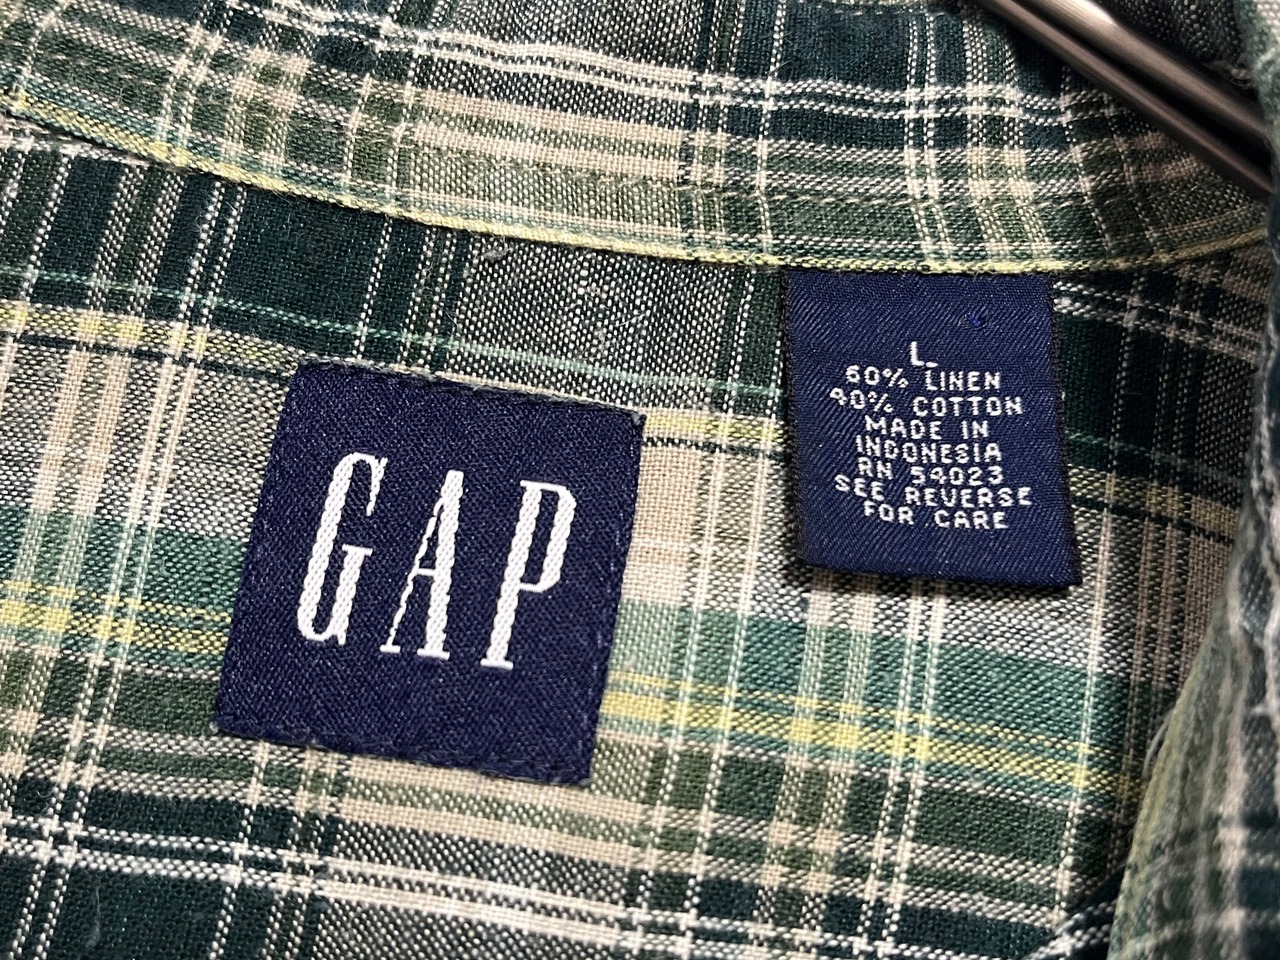 GAP
L
60% LINEN
40% COTTON
MADE IN
INDONESIA
RN 54023
SEE REVERSE
FOR CARE